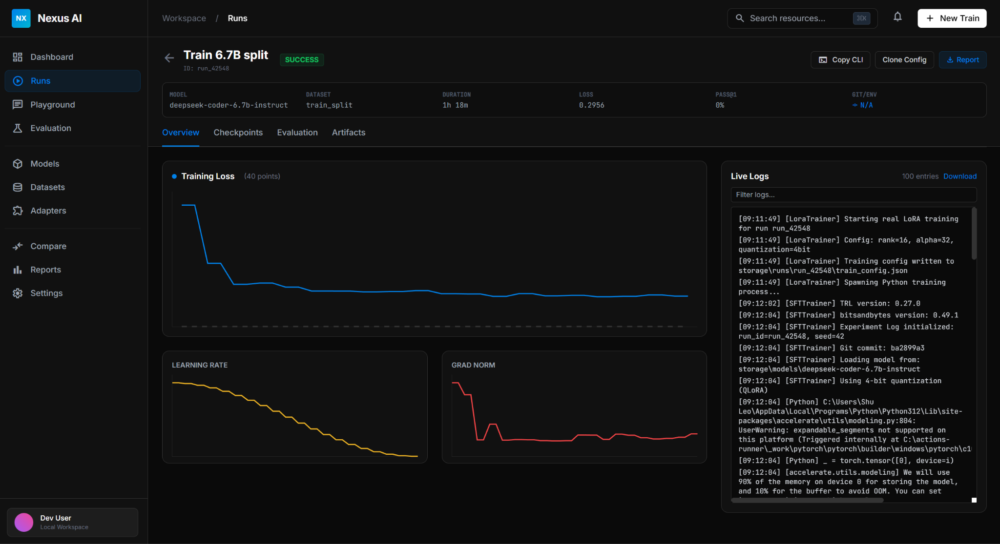 NX
Nexus AI
Workspace / Runs
Search resources...
⌘K
+ New Train
Dashboard
Runs
Playground
Evaluation
Models
Datasets
Adapters
Compare
Reports
Settings
Dev User
Local Workspace
Train 6.7B split
SUCCESS
ID: run_42548
Copy CLI
Clone Config
Report
MODEL
deepseek-coder-6.7b-instruct
DATASET
train_split
DURATION
1h 18m
LOSS
0.2956
PASS@1
0%
GIT/ENV
N/A
Overview
Checkpoints
Evaluation
Artifacts
Training Loss (40 points)
LEARNING RATE
GRAD NORM
Live Logs
100 entries
Download
Filter logs...
[09:11:49] [LoraTrainer] Starting real LoRA training
for run run_42548
[09:11:49] [LoraTrainer] Config: rank=16, alpha=32,
quantization=4bit
[09:11:49] [LoraTrainer] Training config written to
storage\runs\run_42548\train_config.json
[09:11:49] [LoraTrainer] Spawning Python training
process...
[09:12:02] [SFTTrainer] TRL version: 0.27.0
[09:12:04] [SFTTrainer] bitsandbytes version: 0.49.1
[09:12:04] [SFTTrainer] Experiment Log initialized:
run_id=run_42548, seed=42
[09:12:04] [SFTTrainer] Git commit: ba2899a3
[09:12:04] [SFTTrainer] Loading model from:
storage\models\deepseek-coder-6.7b-instruct
[09:12:04] [SFTTrainer] Using 4-bit quantization
(QLoRA)
[09:12:04] [Python] C:\Users\Shu
Leo\AppData\Local\Programs\Python\Python312\Lib\site-
packages\accelerate\utils\modeling.py:804:
UserWarning: expandable_segments not supported on
this platform (Triggered internally at C:\actions-
runner\_work\pytorch\pytorch\builder\windows\pytorch\c1
[09:12:04] [Python] _ = torch.tensor([0], device=i)
[09:12:04] [accelerate.utils.modeling] We will use
90% of the memory on device 0 for storing the model,
and 10% for the buffer to avoid OOM. You can set